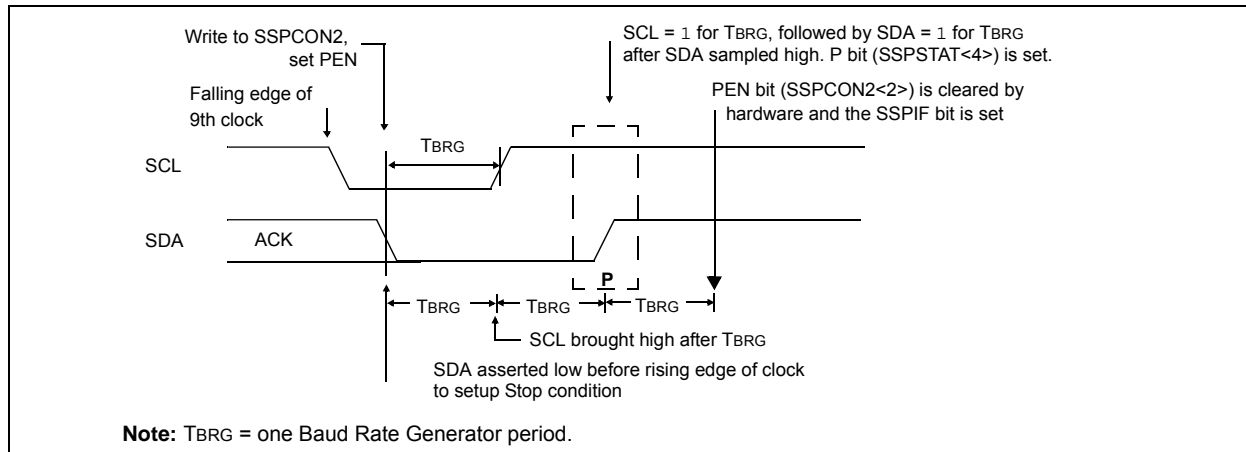 Write to SSPCON2,
set PEN
SCL = 1 for TBRG, followed by SDA = 1 for TBRG
after SDA sampled high. P bit (SSPSTAT<4>) is set.
Falling edge of
9th clock
PEN bit (SSPCON2<2>) is cleared by
hardware and the SSPIF bit is set
TBRG
SCL
SDA
ACK
P
TBRG
TBRG
TBRG
SCL brought high after TBRG
SDA asserted low before rising edge of clock
to setup Stop condition
Note: TBRG = one Baud Rate Generator period.